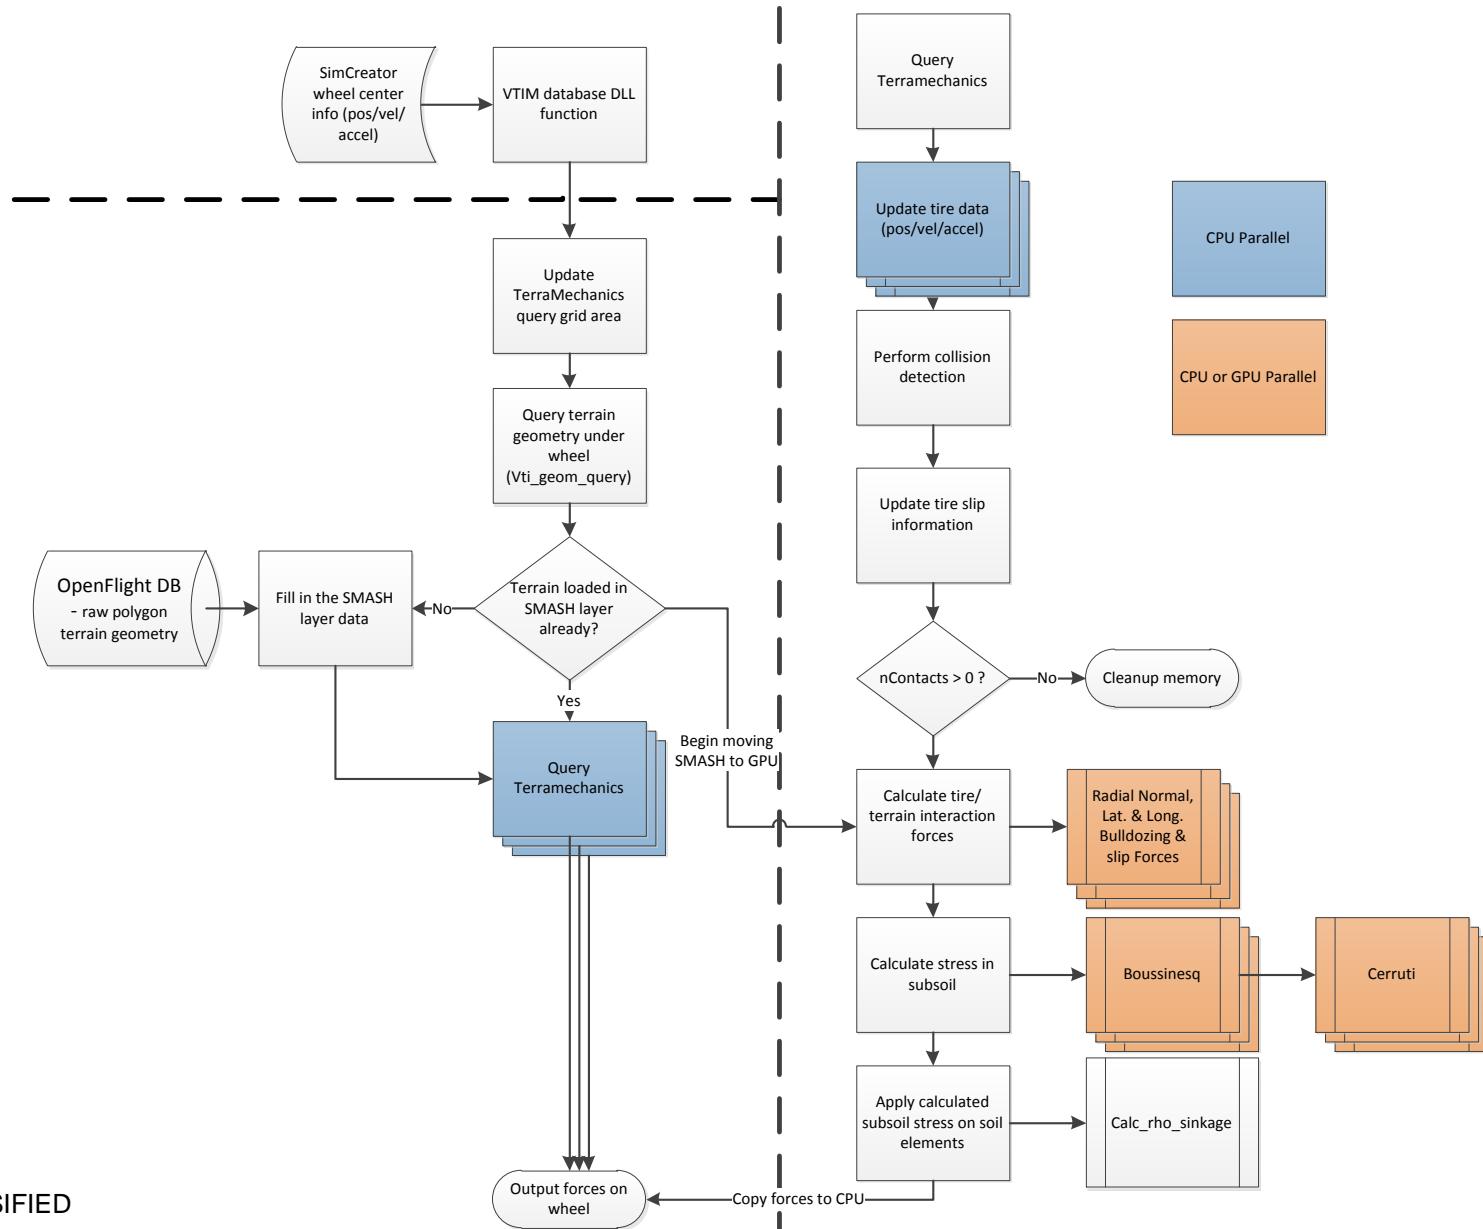 SimCreator
wheel center
info (pos/vel/
accel)
VTIM database DLL
function
Update
TerraMechanics
query grid area
Query terrain
geometry under
wheel
(Vti_geom_query)
OpenFlight DB
- raw polygon
terrain geometry
Fill in the SMASH
layer data
No
Terrain loaded in
SMASH layer
already?
Yes
Query
Terramechanics
Begin moving
SMASH to GPU
Output forces on
wheel
Copy forces to CPU
Query
Terramechanics
Update tire data
(pos/vel/accel)
Perform collision
detection
Update tire slip
information
nContacts > 0 ?
No
Cleanup memory
Calculate tire/
terrain interaction
forces
Radial Normal,
Lat. & Long.
Bulldozing &
slip Forces
Calculate stress in
subsoil
Boussinesq
Cerruti
Apply calculated
subsoil stress on soil
elements
Calc_rho_sinkage
CPU Parallel
CPU or GPU Parallel
SIFIED